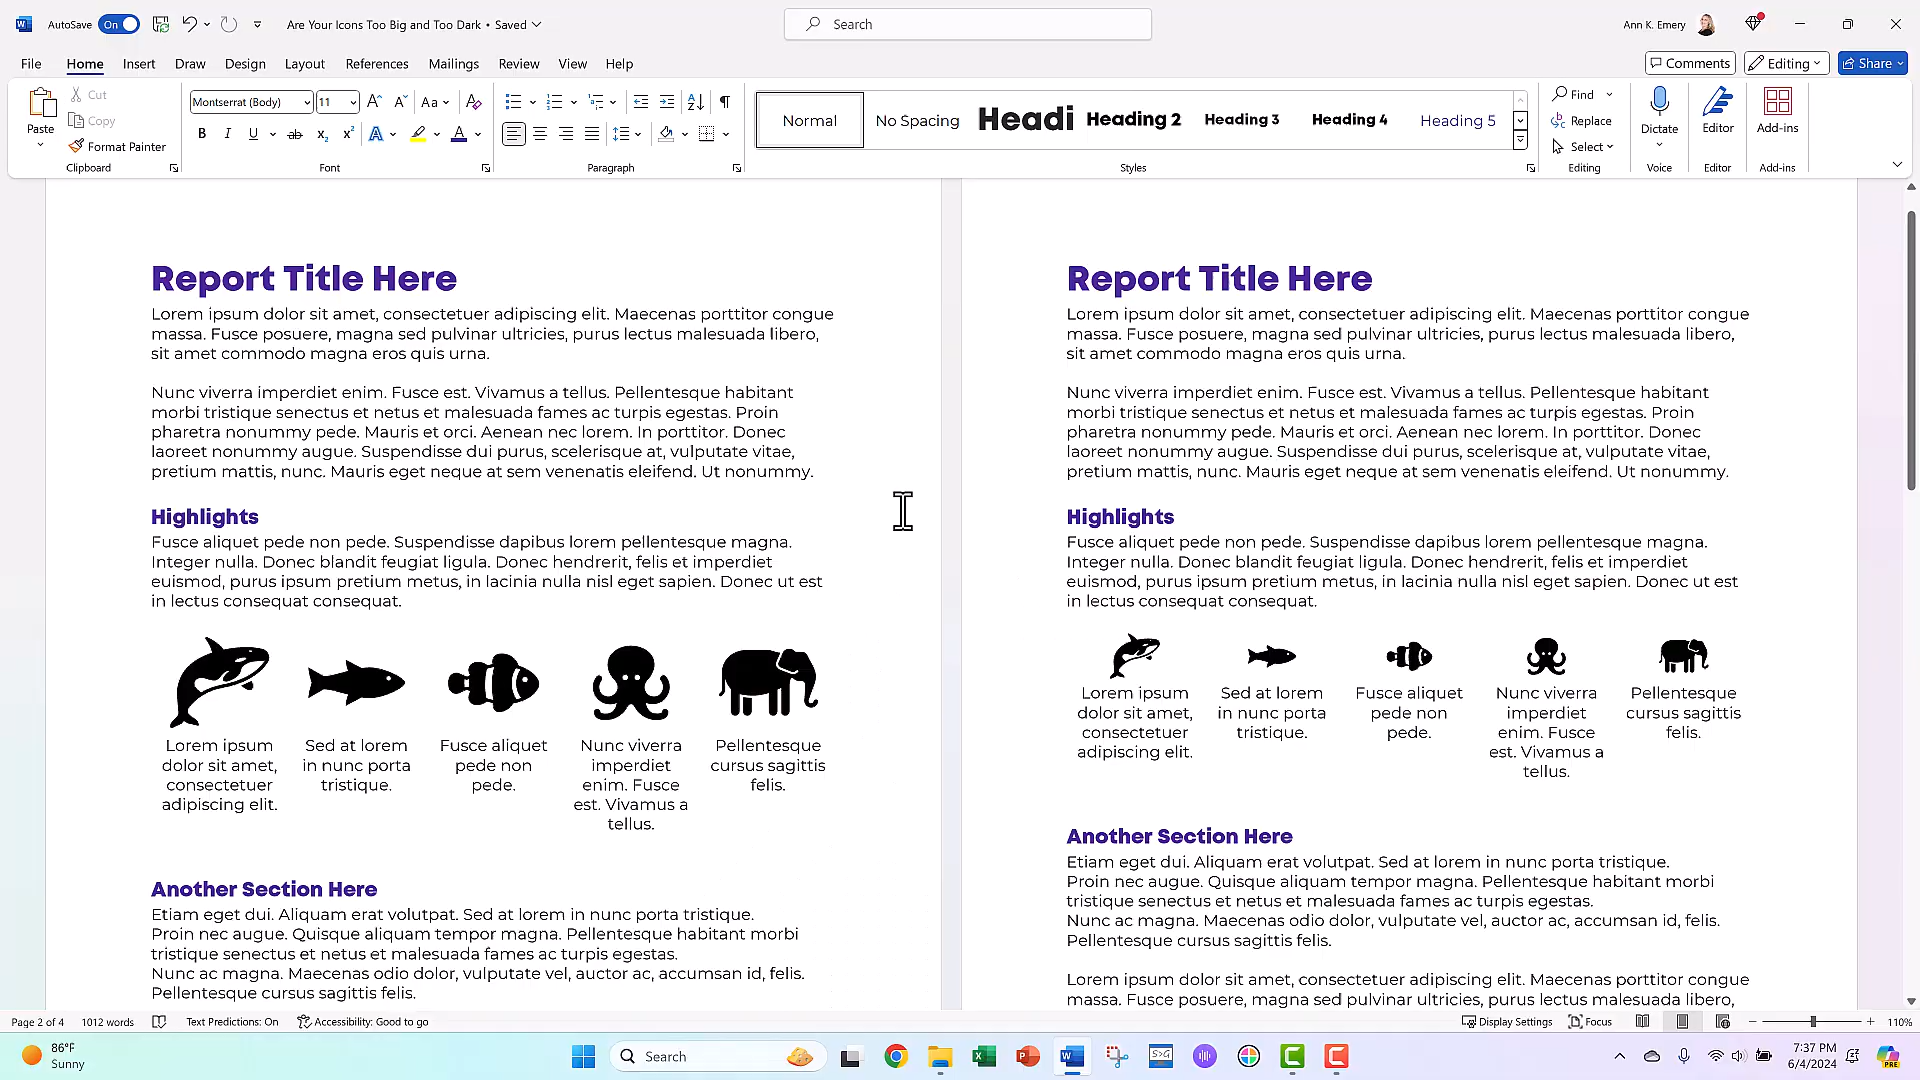 AutoSave On Are Your Icons Too Big and Too Dark • Saved Search Ann K. Emery
File Home Insert Draw Design Layout References Mailings Review View Help Comments Editing Share
Paste
Cut
Copy
Format Painter
Clipboard
Montserrat (Body) 11
Font
Paragraph
Normal No Spacing Headi Heading 2 Heading 3 Heading 4 Heading 5
Styles
Find
Replace
Select
Editing
Dictate
Voice
Editor
Editor
Add-ins
Add-ins
Report Title Here
Lorem ipsum dolor sit amet, consectetuer adipiscing elit. Maecenas porttitor congue
massa. Fusce posuere, magna sed pulvinar ultricies, purus lectus malesuada libero,
sit amet commodo magna eros quis urna.
Nunc viverra imperdiet enim. Fusce est. Vivamus a tellus. Pellentesque habitant
morbi tristique senectus et netus et malesuada fames ac turpis egestas. Proin
pharetra nonummy pede. Mauris et orci. Aenean nec lorem. In porttitor. Donec
laoreet nonummy augue. Suspendisse dui purus, scelerisque at, vulputate vitae,
pretium mattis, nunc. Mauris eget neque at sem venenatis eleifend. Ut nonummy.
Highlights
Fusce aliquet pede non pede. Suspendisse dapibus lorem pellentesque magna.
Integer nulla. Donec blandit feugiat ligula. Donec hendrerit, felis et imperdiet
euismod, purus ipsum pretium metus, in lacinia nulla nisl eget sapien. Donec ut est
in lectus consequat consequat.
Lorem ipsum
dolor sit amet,
consectetuer
adipiscing elit.
Sed at lorem
in nunc porta
tristique.
Fusce aliquet
pede non
pede.
Nunc viverra
imperdiet
enim. Fusce
est. Vivamus a
tellus.
Pellentesque
cursus sagittis
felis.
Another Section Here
Etiam eget dui. Aliquam erat volutpat. Sed at lorem in nunc porta tristique.
Proin nec augue. Quisque aliquam tempor magna. Pellentesque habitant morbi
tristique senectus et netus et malesuada fames ac turpis egestas.
Nunc ac magna. Maecenas odio dolor, vulputate vel, auctor ac, accumsan id, felis.
Pellentesque cursus sagittis felis.
Report Title Here
Lorem ipsum dolor sit amet, consectetuer adipiscing elit. Maecenas porttitor congue
massa. Fusce posuere, magna sed pulvinar ultricies, purus lectus malesuada libero,
sit amet commodo magna eros quis urna.
Nunc viverra imperdiet enim. Fusce est. Vivamus a tellus. Pellentesque habitant
morbi tristique senectus et netus et malesuada fames ac turpis egestas. Proin
pharetra nonummy pede. Mauris et orci. Aenean nec lorem. In porttitor. Donec
laoreet nonummy augue. Suspendisse dui purus, scelerisque at, vulputate vitae,
pretium mattis, nunc. Mauris eget neque at sem venenatis eleifend. Ut nonummy.
Highlights
Fusce aliquet pede non pede. Suspendisse dapibus lorem pellentesque magna.
Integer nulla. Donec blandit feugiat ligula. Donec hendrerit, felis et imperdiet
euismod, purus ipsum pretium metus, in lacinia nulla nisl eget sapien. Donec ut est
in lectus consequat consequat.
Lorem ipsum
dolor sit amet,
consectetuer
adipiscing elit.
Sed at lorem
in nunc porta
tristique.
Fusce aliquet
pede non
pede.
Nunc viverra
imperdiet
enim. Fusce
est. Vivamus a
tellus.
Pellentesque
cursus sagittis
felis.
Another Section Here
Etiam eget dui. Aliquam erat volutpat. Sed at lorem in nunc porta tristique.
Proin nec augue. Quisque aliquam tempor magna. Pellentesque habitant morbi
tristique senectus et netus et malesuada fames ac turpis egestas.
Nunc ac magna. Maecenas odio dolor, vulputate vel, auctor ac, accumsan id, felis.
Pellentesque cursus sagittis felis.
Lorem ipsum dolor sit amet, consectetuer adipiscing elit. Maecenas porttitor congue
massa. Fusce posuere, magna sed pulvinar ultricies, purus lectus malesuada libero,
Page 2 of 4 1012 words Text Predictions: On Accessibility: Good to go Display Settings Focus 110%
86°F
Sunny
Search
7:37 PM
6/4/2024